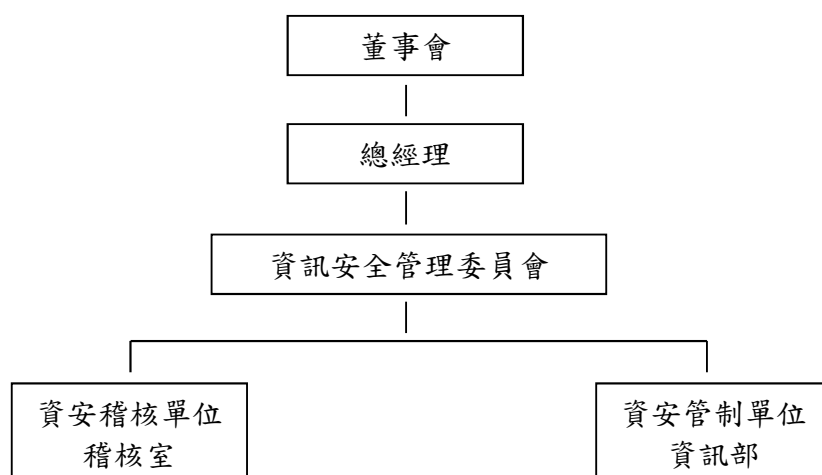 董事會
總經理
資訊安全管理委員會
資安稽核單位
稽核室
資安管制單位
資訊部